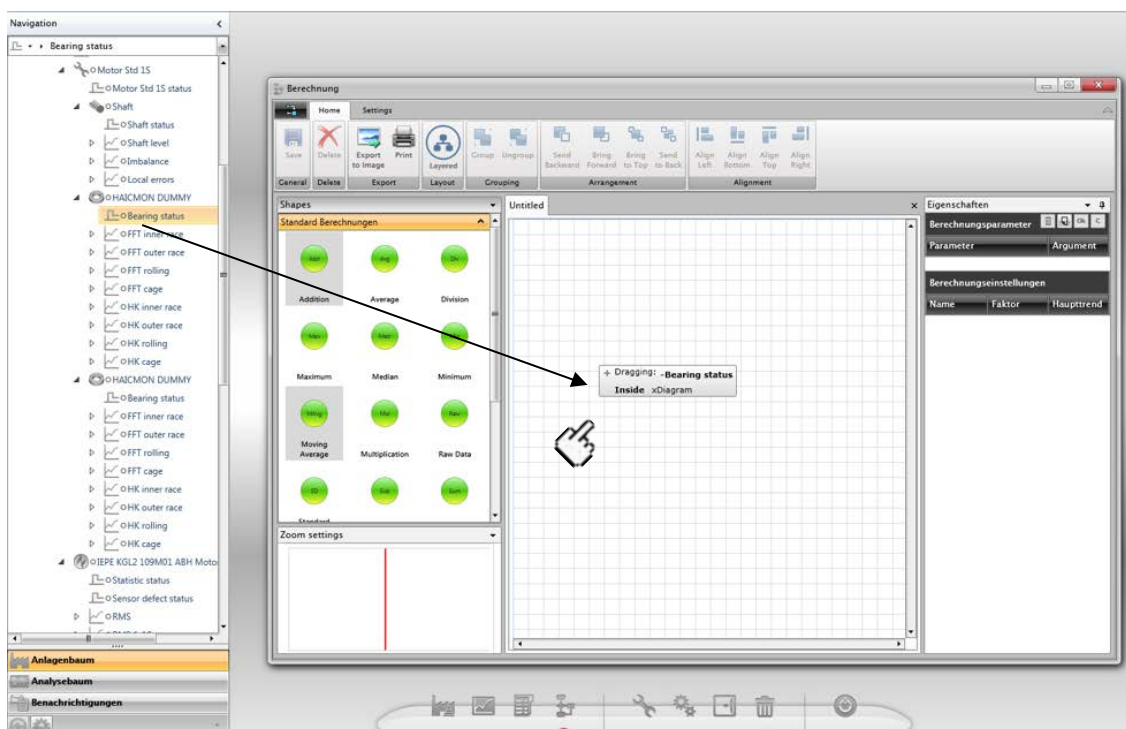 Navigation
Bearing status
Motor Std 1S
Motor Std 1S status
Shaft
Shaft status
Shaft level
Imbalance
Local errors
HAICMON DUMMY
Bearing status
FFT inner race
FFT outer race
FFT rolling
FFT cage
HK inner race
HK outer race
HK rolling
HK cage
HAICMON DUMMY
Bearing status
FFT inner race
FFT outer race
FFT rolling
FFT cage
HK inner race
HK outer race
HK rolling
HK cage
IEPE KGL2 109M01 ABH Moto
Statistic status
Sensor defect status
RMS
Anlagenbaum
Analysebaum
Benachrichtigungen
Berechnung
Home Settings
Save Delete Export to Image Print Layered Group Ungroup Send Backward Bring Forward Bring to Top Send to Back Align Left Align Bottom Align Top Align Right
General Delete Export Layout Grouping Arrangement Alignment
Shapes
Standard Berechnungen
Addition Average Division
Maximum Median Minimum
Moving Average Multiplication Raw Data
Standard
Zoom settings
Untitled
+ Dragging: -Bearing status
Inside xDiagram
Eigenschaften
Berechnungsparameter
Parameter Argument
Berechnungseinstellungen
Name Faktor Haupttrend